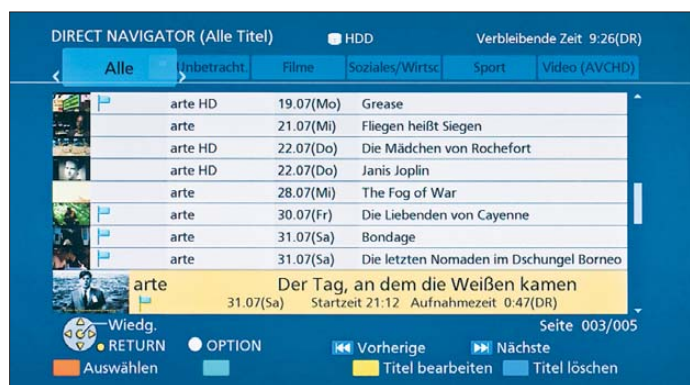 DIRECT NAVIGATOR (Alle Titel) HDD Verbleibende Zeit 9:26(DR)
Alle Unbetracht. Filme Soziales/Wirtsc Sport Video (AVCHD)
arte HD 19.07(Mo) Grease
arte 21.07(Mi) Fliegen heißt Siegen
arte HD 22.07(Do) Die Mädchen von Rochefort
arte HD 22.07(Do) Janis Joplin
arte 28.07(Mi) The Fog of War
arte 30.07(Fr) Die Liebenden von Cayenne
arte 31.07(Sa) Bondage
arte 31.07(Sa) Die letzten Nomaden im Dschungel Borneo
arte Der Tag, an dem die Weißen kamen
31.07(Sa) Startzeit 21:12 Aufnahmezeit 0:47(DR)
Wiedg. Seite 003/005
RETURN OPTION Vorherige Nächste
Auswählen Titel bearbeiten Titel löschen